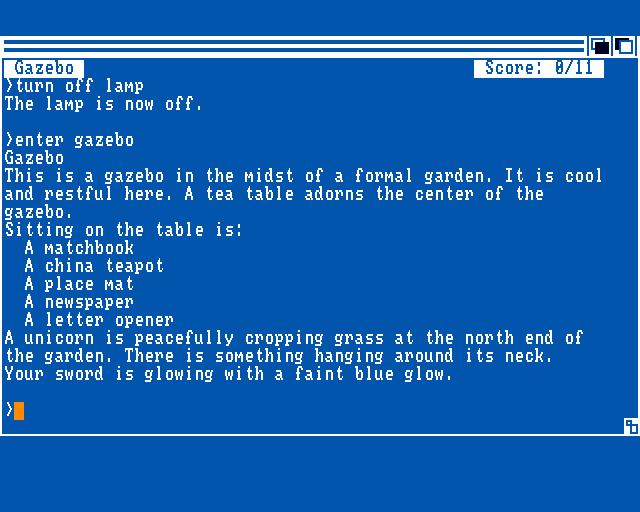 Gazebo Score: 0/11
>turn off lamp
The lamp is now off.
>enter gazebo
Gazebo
This is a gazebo in the midst of a formal garden. It is cool
and restful here. A tea table adorns the center of the
gazebo.
Sitting on the table is:
A matchbook
A china teapot
A place mat
A newspaper
A letter opener
A unicorn is peacefully cropping grass at the north end of
the garden. There is something hanging around its neck.
Your sword is glowing with a faint blue glow.
>